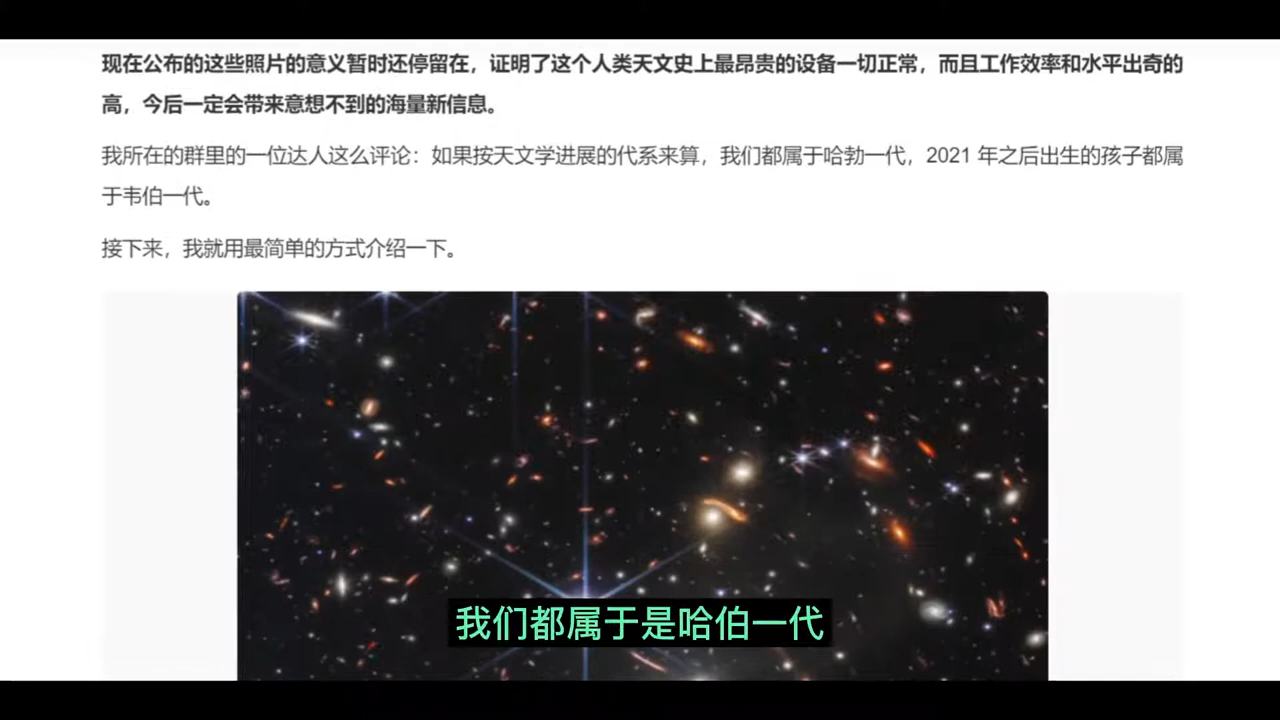 现在公布的这些照片的意义暂时还停留在，证明了这个人类天文史上最昂贵的设备一切正常，而且工作效率和水平出奇的
高，今后一定会带来意想不到的海量新信息。
我所在的群里的一位达人这么评论：如果按天文学进展的代系来算，我们都属于哈勃一代，2021 年之后出生的孩子都属
于韦伯一代。
接下来，我就用最简单的方式介绍一下。
我们都属于是哈伯一代